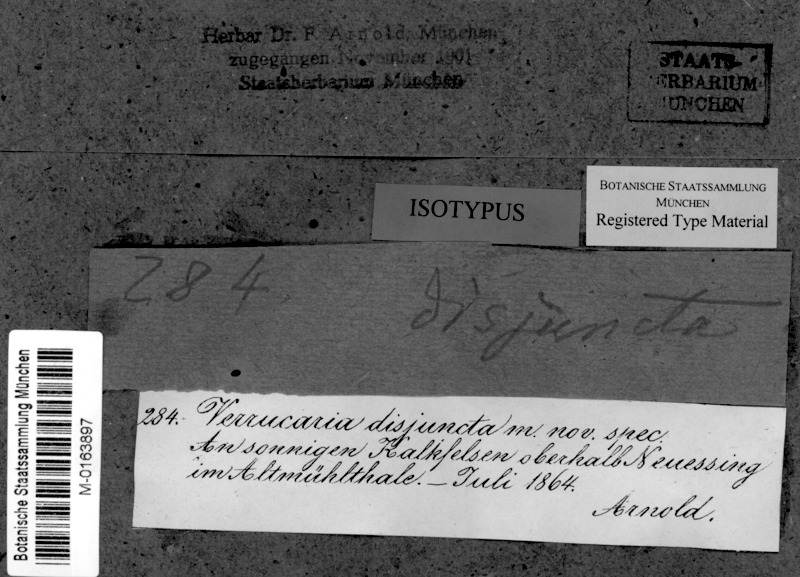 Herbar Dr. F. Arnold, München
zugegangen November 1901
Staatsherbarium München
STAATS-
HERBARIUM
MÜNCHEN
ISOTYPUS
BOTANISCHE STAATSSAMMLUNG
MÜNCHEN
Registered Type Material
284. disjuncta
284. Verrucaria disjuncta m. nov. spec.
An sonnigen Kalkfelsen oberhalb Neuessing
im Altmühlthale. — Juli 1864.
Arnold.
Botanische Staatssammlung München
M-0163897